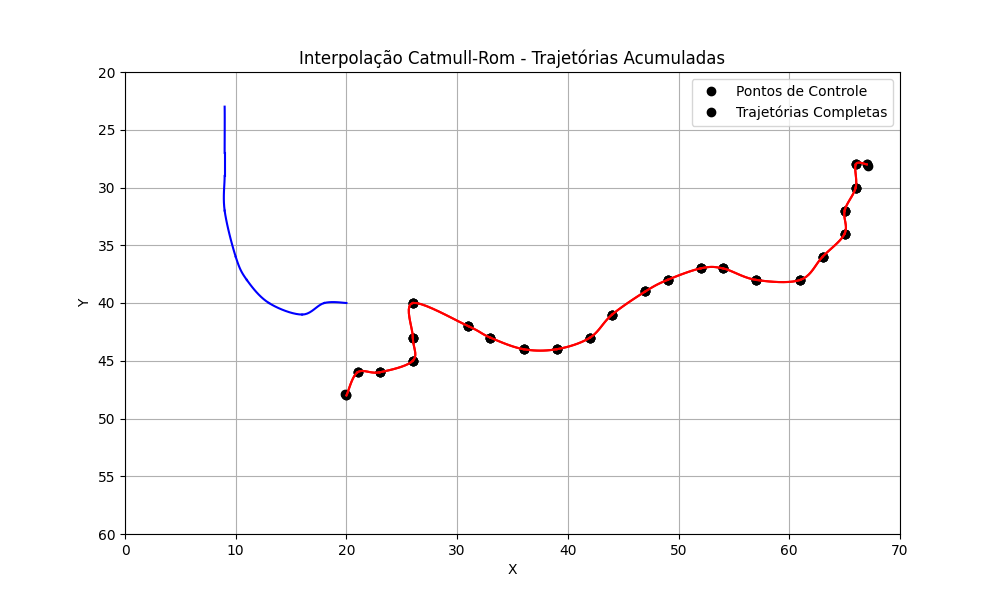 Interpolação Catmull-Rom - Trajetórias Acumuladas
Pontos de Controle
Trajetórias Completas
20
25
30
35
40
45
50
55
60
Y
0 10 20 30 40 50 60 70
X